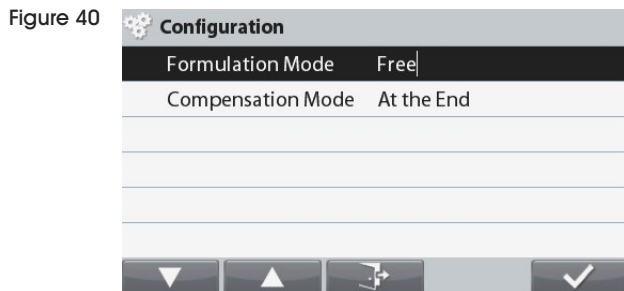 Figure 40
Configuration
Formulation Mode Free
Compensation Mode At the End